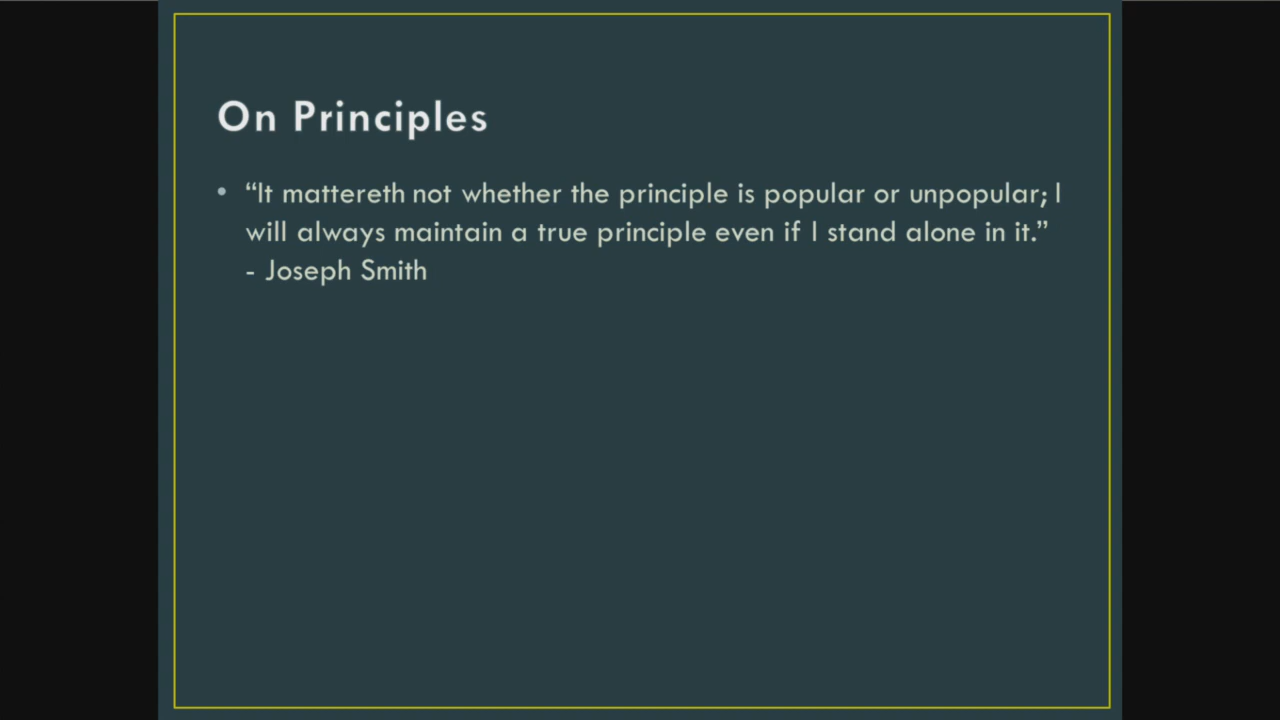 On Principles
• “It mattereth not whether the principle is popular or unpopular; I
will always maintain a true principle even if I stand alone in it.”
- Joseph Smith